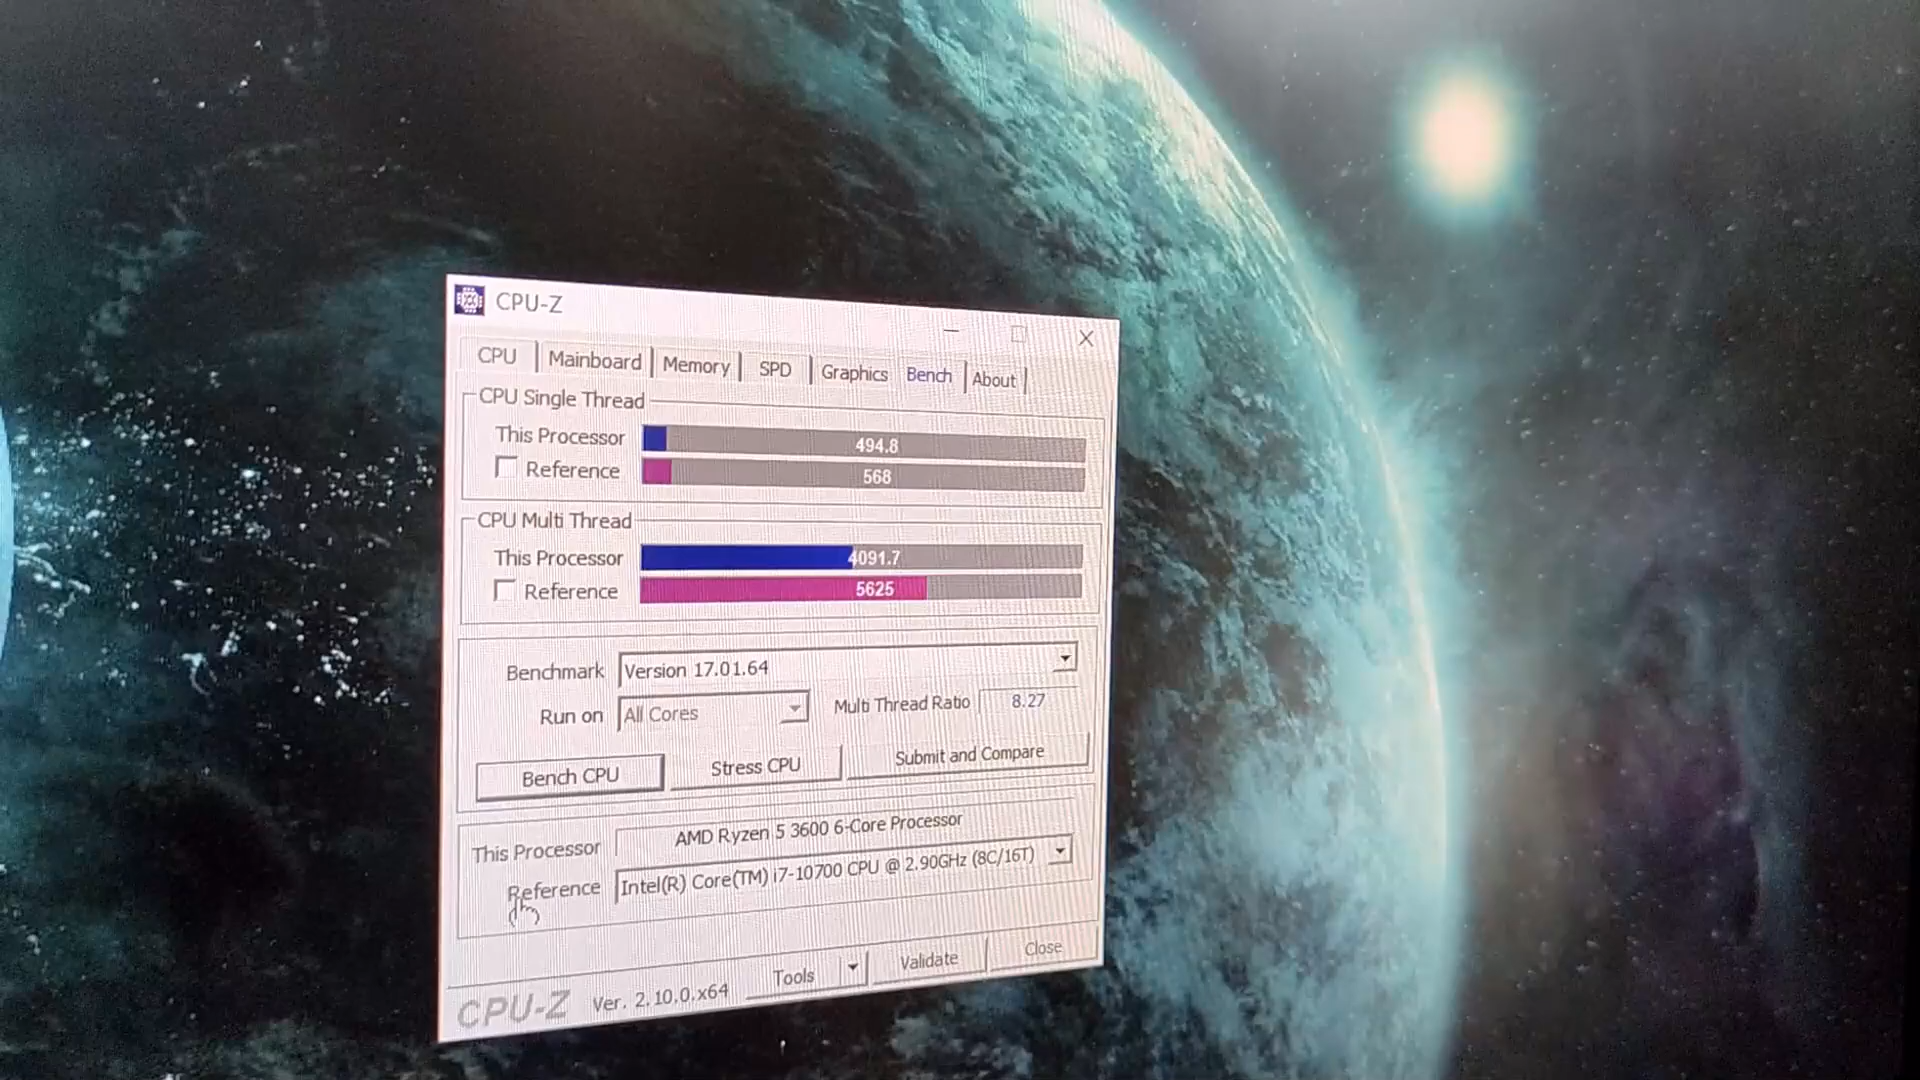 CPU-Z
CPU Mainboard Memory SPD Graphics Bench About
CPU Single Thread
This Processor 494.8
Reference 568
CPU Multi Thread
This Processor 4091.7
Reference 5625
Benchmark Version 17.01.64
Run on All Cores Multi Thread Ratio 8.27
Bench CPU Stress CPU Submit and Compare
This Processor AMD Ryzen 5 3600 6-Core Processor
Reference Intel(R) Core(TM) i7-10700 CPU @ 2.90GHz (8C/16T)
CPU-Z Ver. 2.10.0.x64 Tools Validate Close